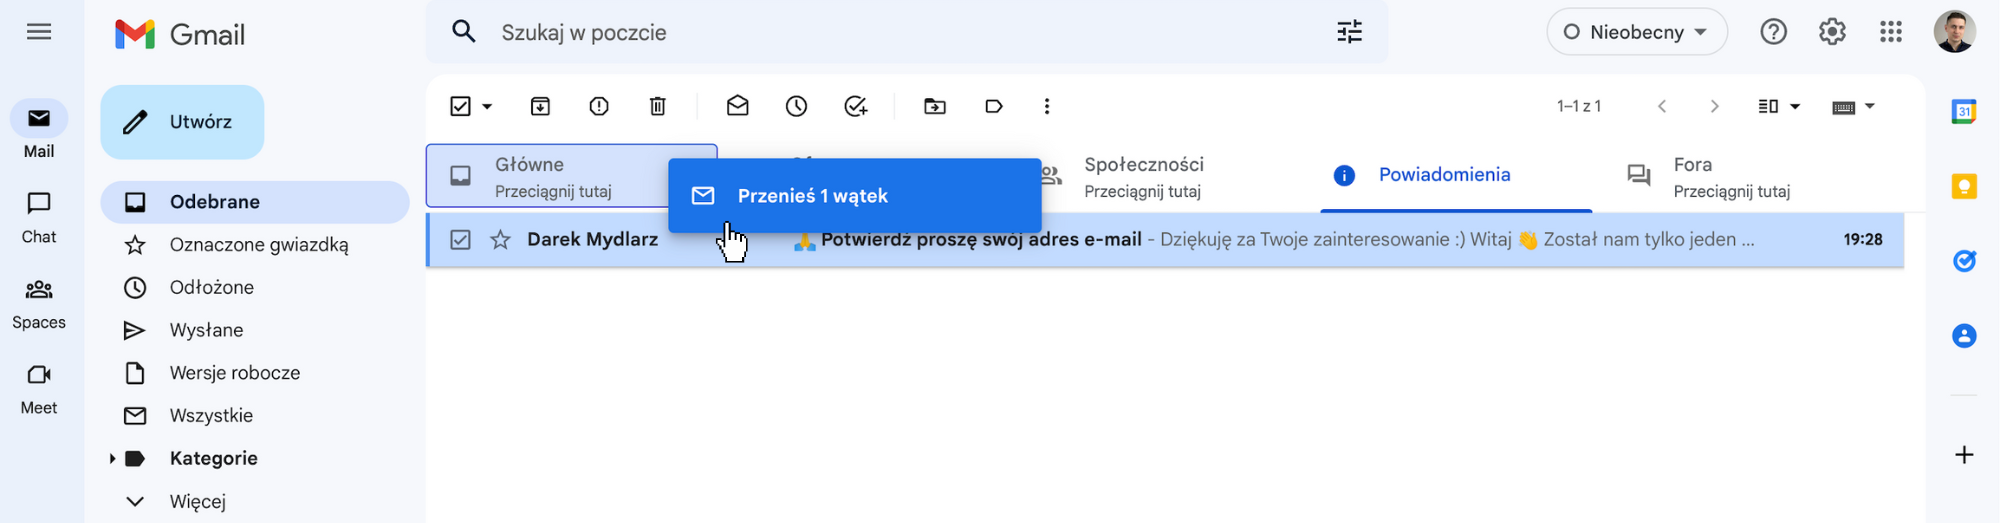 Gmail
Szukaj w poczcie
Nieobecny
Mail
Chat
Spaces
Meet
Utwórz
Odebrane
Oznaczone gwiazdką
Odłożone
Wysłane
Wersje robocze
Wszystkie
Kategorie
Więcej
1–1 z 1
Główne
Przeciągnij tutaj
Przenieś 1 wątek
Społeczności
Przeciągnij tutaj
Powiadomienia
Fora
Przeciągnij tutaj
Darek Mydlarz
🙏 Potwierdź proszę swój adres e-mail - Dziękuję za Twoje zainteresowanie :) Witaj 👋 Został nam tylko jeden ...
19:28
31